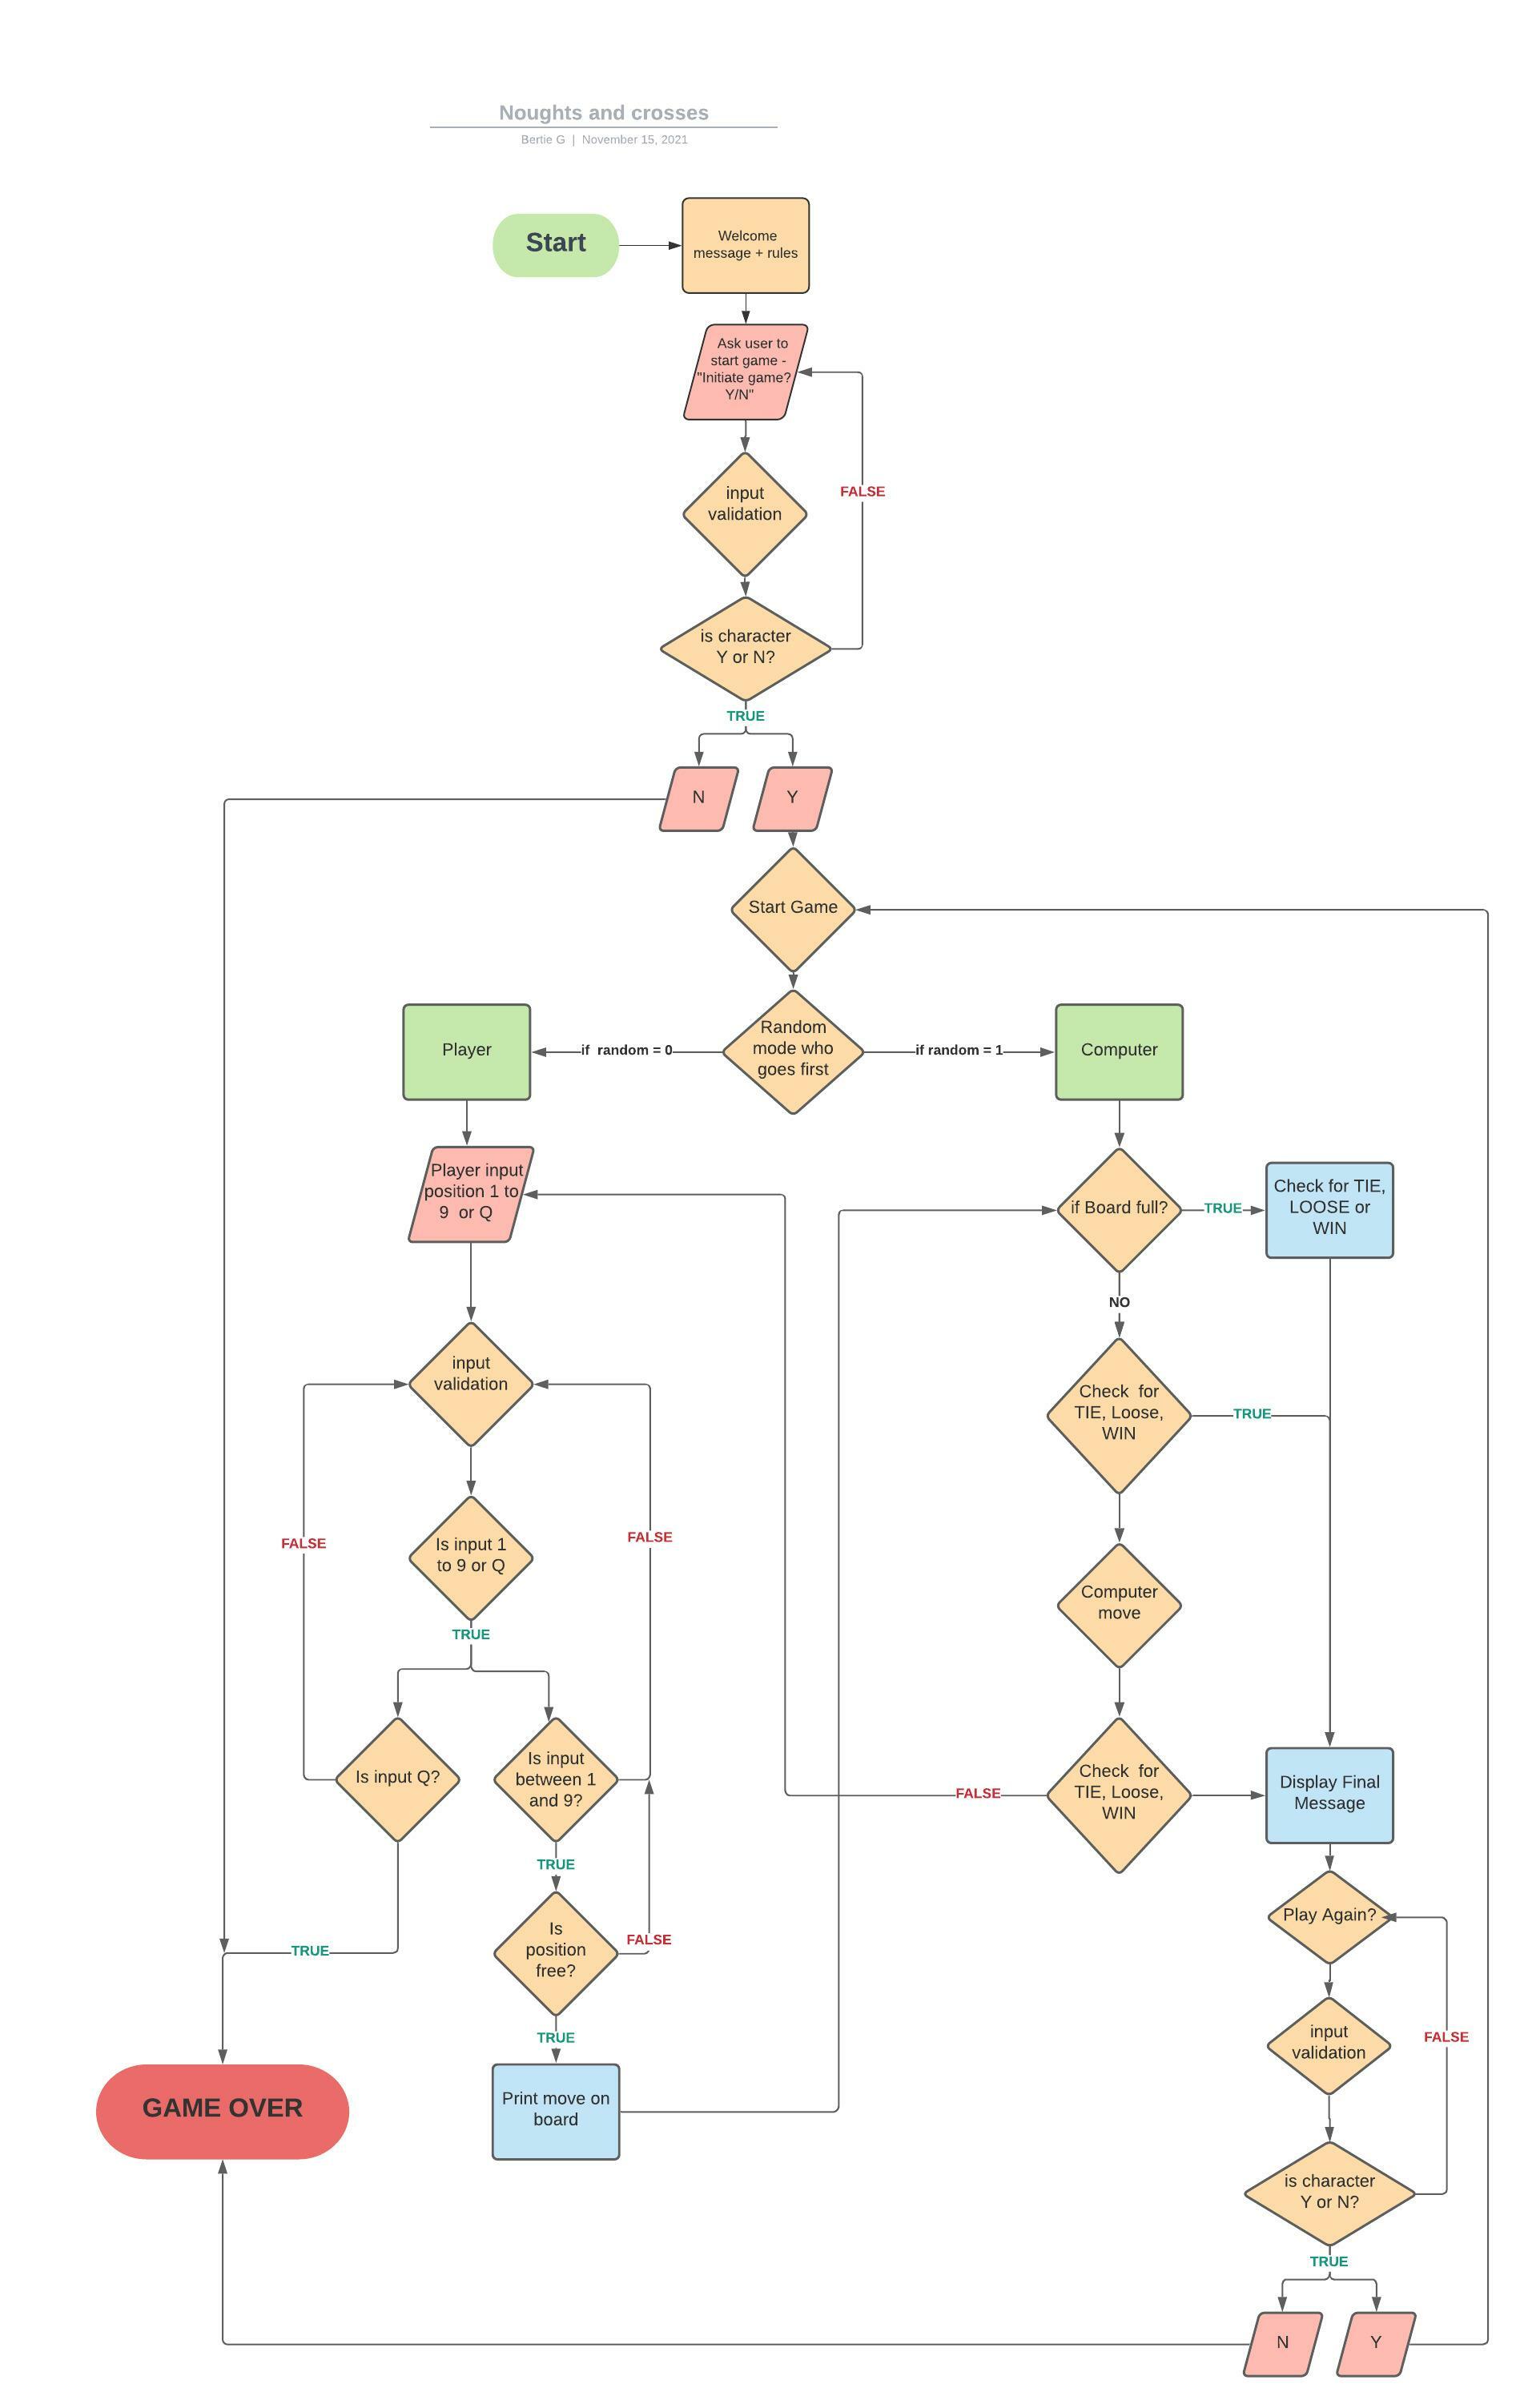 Noughts and crosses
Bertie G | November 15, 2021
Start
Welcome
message + rules
Ask user to
start game -
"Initiate game?
Y/N"
input
validation
FALSE
is character
Y or N?
TRUE
N
Y
Start Game
Player
if random = 0
Random
mode who
goes first
if random = 1
Computer
Player input
position 1 to
9 or Q
if Board full?
TRUE
Check for TIE,
LOOSE or
WIN
NO
input
validation
Check for
TIE, Loose,
WIN
TRUE
FALSE
Is input 1
to 9 or Q
FALSE
Computer
move
TRUE
Is input Q?
Is input
between 1
and 9?
FALSE
Check for
TIE, Loose,
WIN
Display Final
Message
TRUE
Play Again?
TRUE
Is
position
free?
FALSE
TRUE
input
validation
FALSE
GAME OVER
Print move on
board
is character
Y or N?
TRUE
N
Y